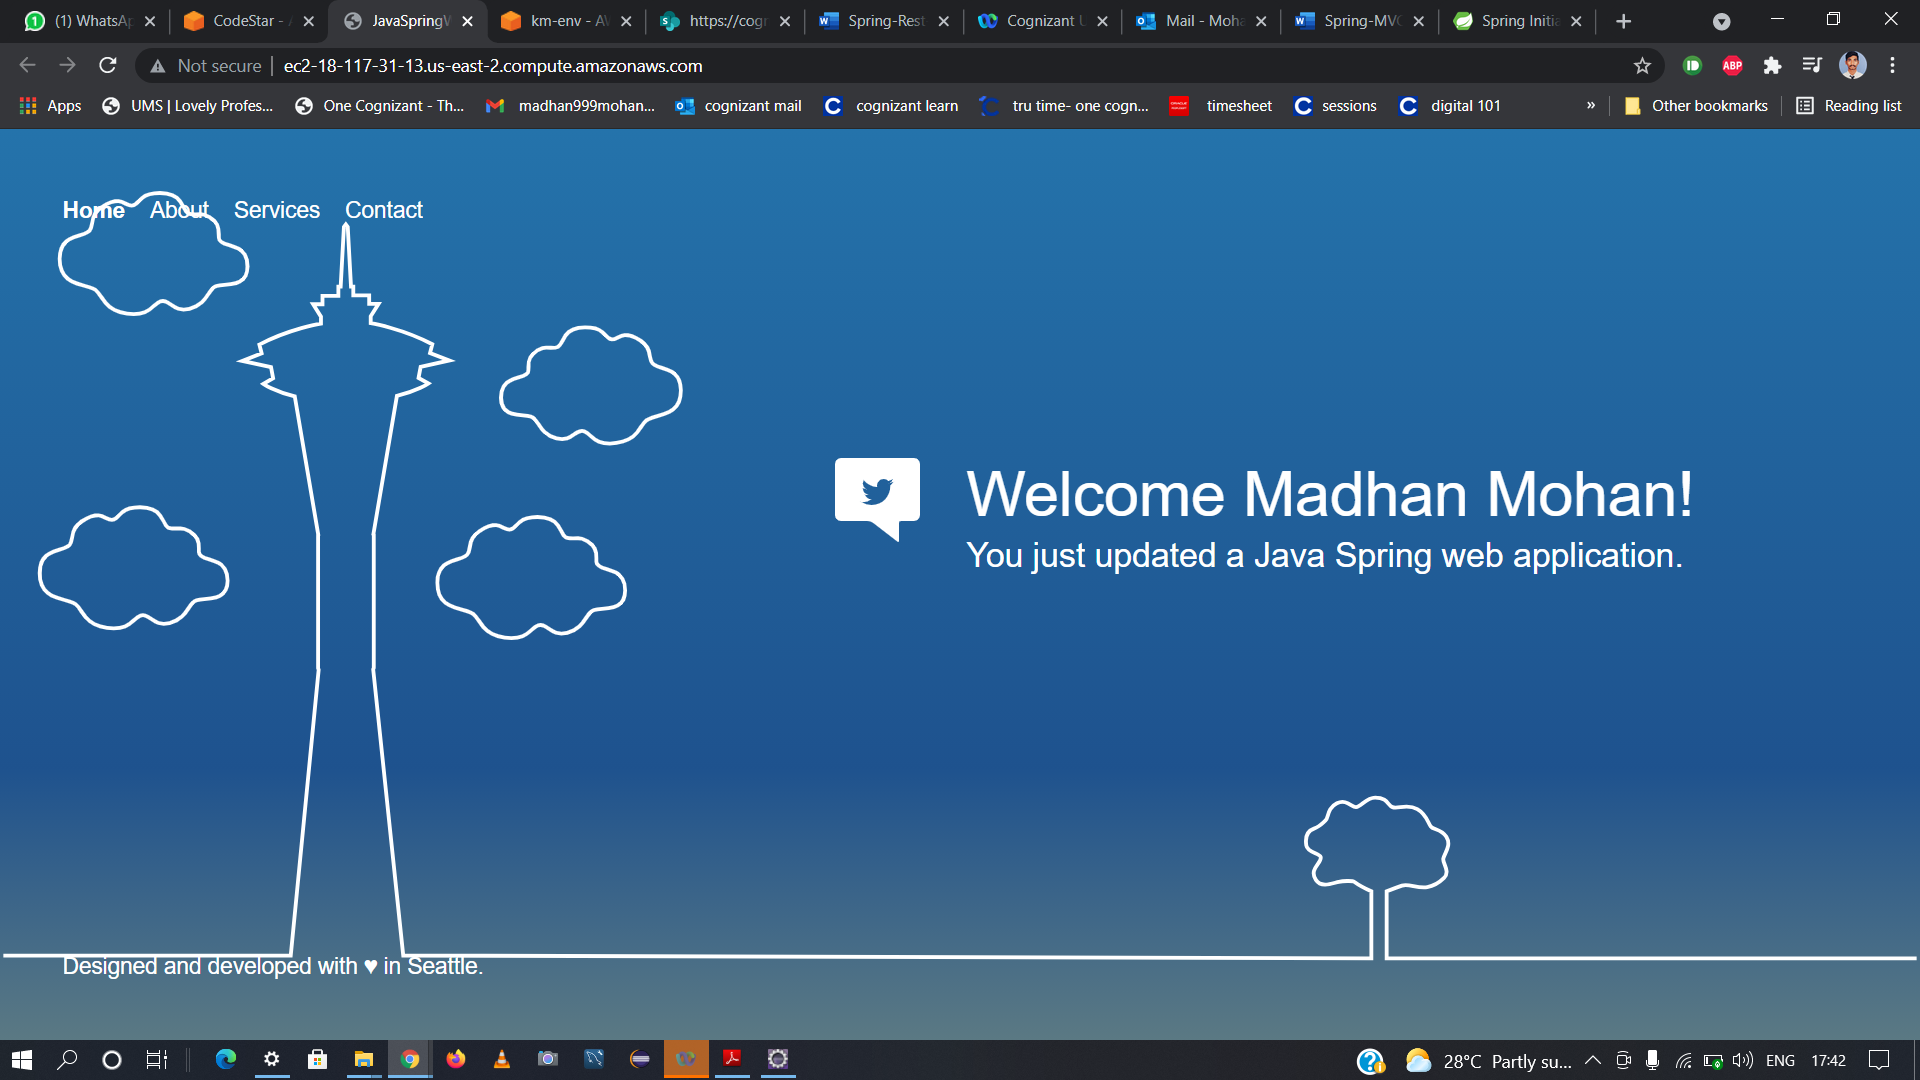 (1) WhatsAp
CodeStar - A
JavaSpringW
km-env - AW
https://cogn
Spring-Rest
Cognizant U
Mail - Moha
Spring-MVC
Spring Initia
Not secure
ec2-18-117-31-13.us-east-2.compute.amazonaws.com
ABP
Apps
UMS | Lovely Profes...
One Cognizant - Th...
madhan999mohan...
cognizant mail
cognizant learn
tru time- one cogn...
timesheet
sessions
digital 101
»
Other bookmarks
Reading list
Home About Services Contact
Welcome Madhan Mohan!
You just updated a Java Spring web application.
Designed and developed with ♥ in Seattle.
28°C Partly su...
ENG
17:42